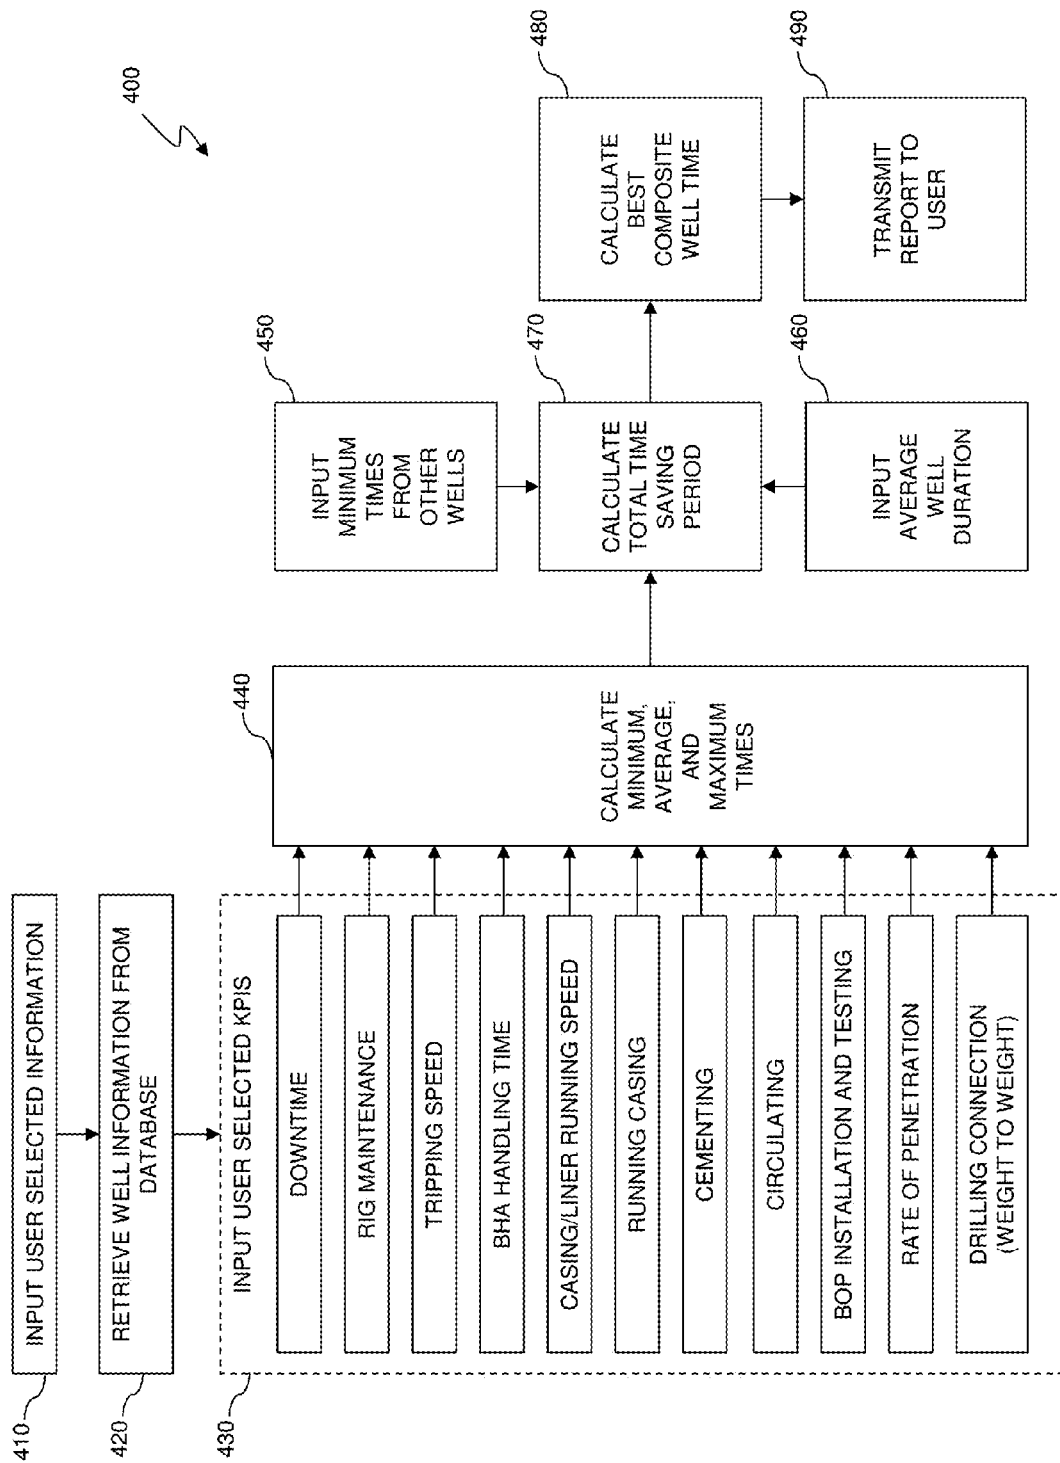 400
410
INPUT USER SELECTED INFORMATION
420
RETRIEVE WELL INFORMATION FROM
DATABASE
430
INPUT USER SELECTED KPIS
DOWNTIME
RIG MAINTENANCE
TRIPPING SPEED
BHA HANDLING TIME
CASING/LINER RUNNING SPEED
RUNNING CASING
CEMENTING
CIRCULATING
BOP INSTALLATION AND TESTING
RATE OF PENETRATION
DRILLING CONNECTION
(WEIGHT TO WEIGHT)
440
CALCULATE
MINIMUM,
AVERAGE,
AND
MAXIMUM
TIMES
450
INPUT
MINIMUM
TIMES
FROM
OTHER
WELLS
470
CALCULATE
TOTAL TIME
SAVING
PERIOD
460
INPUT
AVERAGE
WELL
DURATION
480
CALCULATE
BEST
COMPOSITE
WELL TIME
490
TRANSMIT
REPORT TO
USER